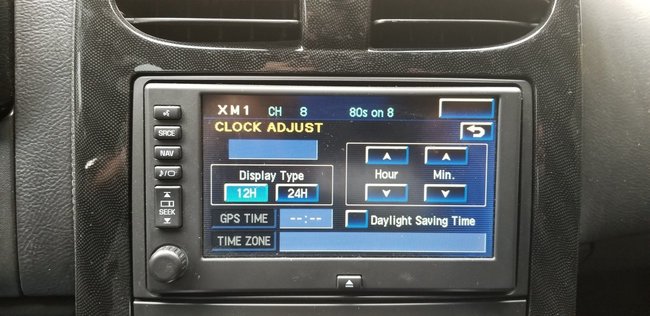 XM1 CH 8 80s on 8
CLOCK ADJUST
SRCE
NAV
SEEK
Display Type
12H 24H
Hour Min.
GPS TIME --:--
Daylight Saving Time
TIME ZONE